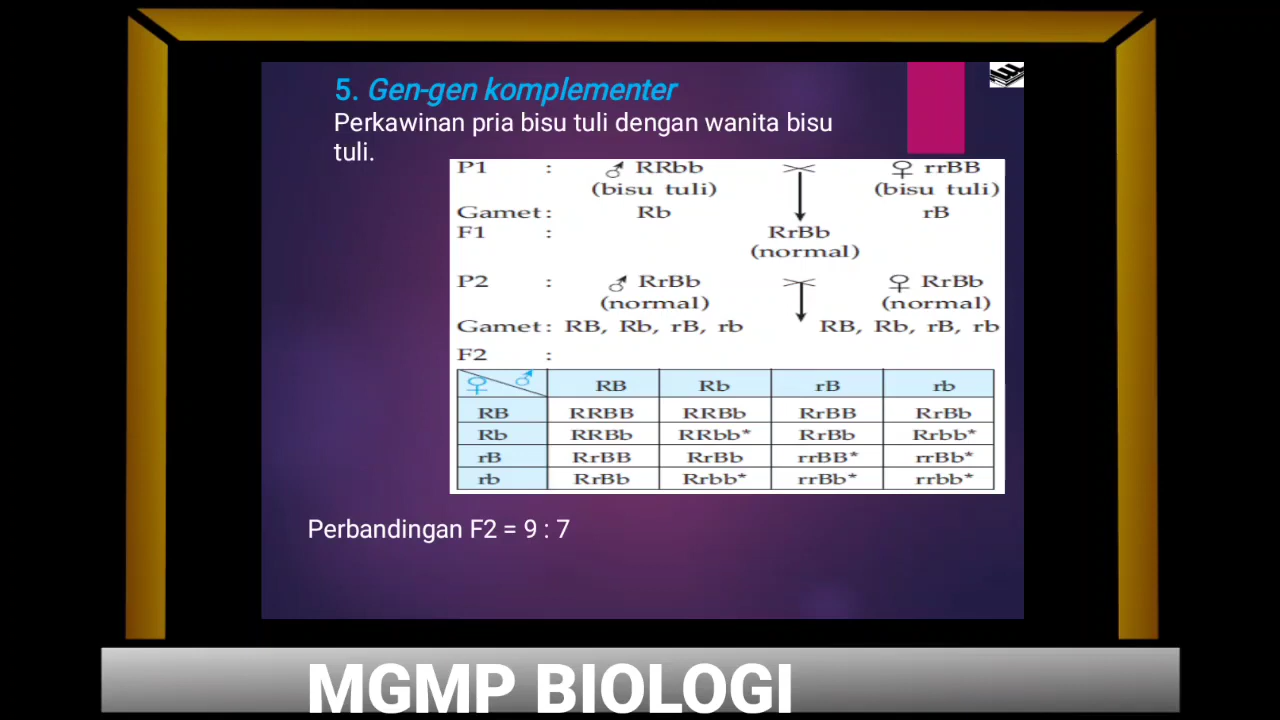 5. Gen-gen komplementer
Perkawinan pria bisu tuli dengan wanita bisu
tuli.
P1 : ♂ RRbb ♀ rrBB
(bisu tuli) (bisu tuli)
Gamet : Rb rB
F1 : RrBb
(normal)
P2 : ♂ RrBb ♀ RrBb
(normal) (normal)
Gamet : RB, Rb, rB, rb RB, Rb, rB, rb
F2 :
♀ ♂ RB Rb rB rb
RB RRBB RRBb RrBB RrBb
Rb RRBb RRbb* RrBb Rrbb*
rB RrBB RrBb rrBB* rrBb*
rb RrBb Rrbb* rrBb* rrbb*
Perbandingan F2 = 9 : 7
MGMP BIOLOGI